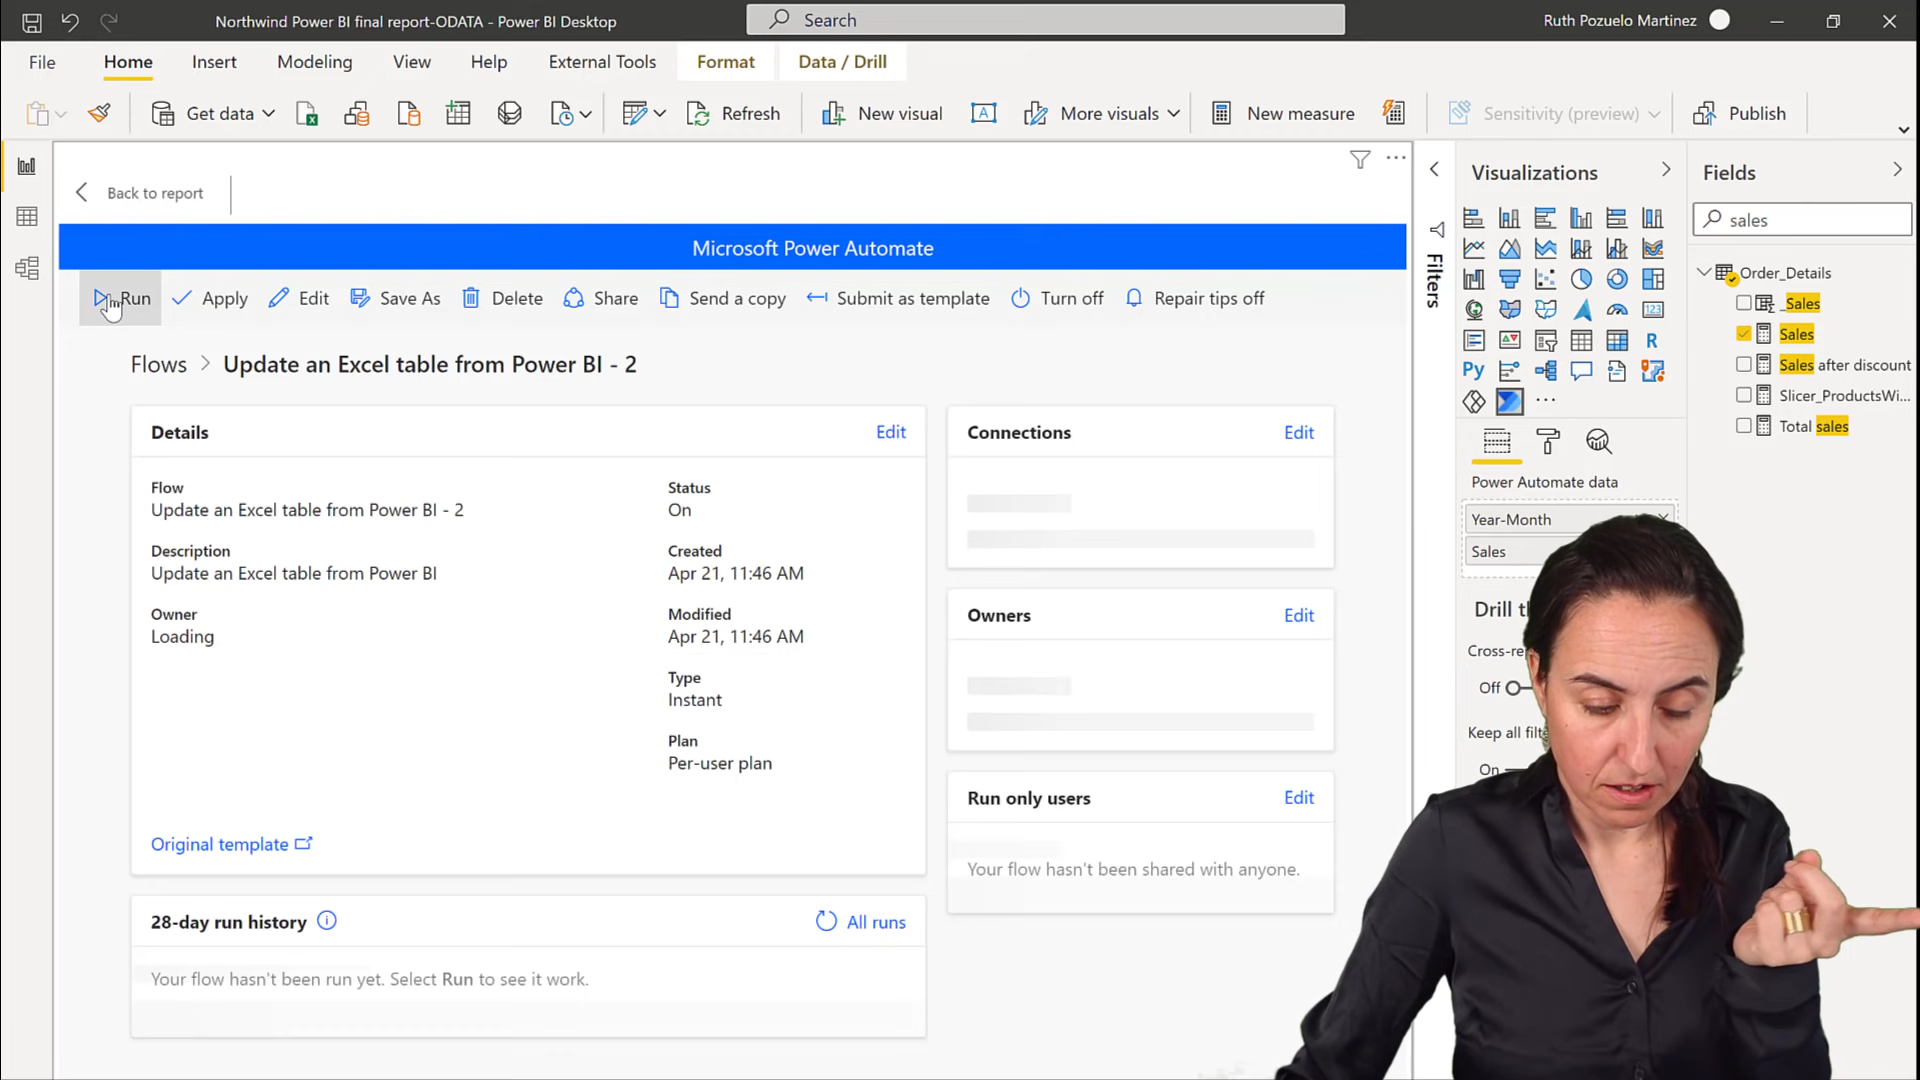 Northwind Power BI final report-ODATA - Power BI Desktop
Search
Ruth Pozuelo Martinez
File Home Insert Modeling View Help External Tools Format Data / Drill
Get data Refresh New visual More visuals New measure Sensitivity (preview) Publish
Back to report
Microsoft Power Automate
Run Apply Edit Save As Delete Share Send a copy Submit as template Turn off Repair tips off
Flows > Update an Excel table from Power BI - 2
Details Edit
Flow
Update an Excel table from Power BI - 2
Description
Update an Excel table from Power BI
Owner
Loading
Status
On
Created
Apr 21, 11:46 AM
Modified
Apr 21, 11:46 AM
Type
Instant
Plan
Per-user plan
Original template
28-day run history All runs
Your flow hasn't been run yet. Select Run to see it work.
Connections Edit
Owners Edit
Run only users Edit
Your flow hasn't been shared with anyone.
Filters
Visualizations
123
R
Py
Power Automate data
Year-Month
Sales
Drill t
Cross-re
Off
Keep all filt
On
Fields
sales
Order_Details
_Sales
Sales
Sales after discount
Slicer_ProductsWi...
Total sales